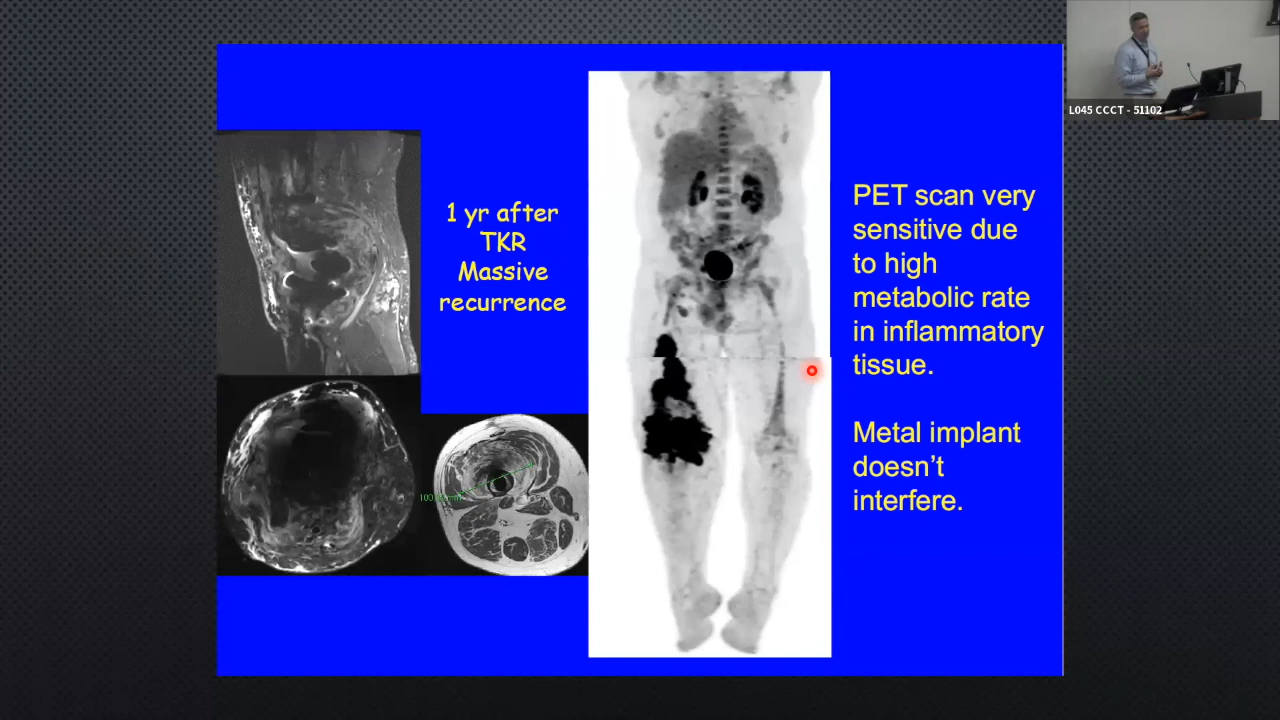 L045 CCCT - 51102
1 yr after
TKR
Massive
recurrence
PET scan very
sensitive due
to high
metabolic rate
in inflammatory
tissue.
Metal implant
doesn't
interfere.